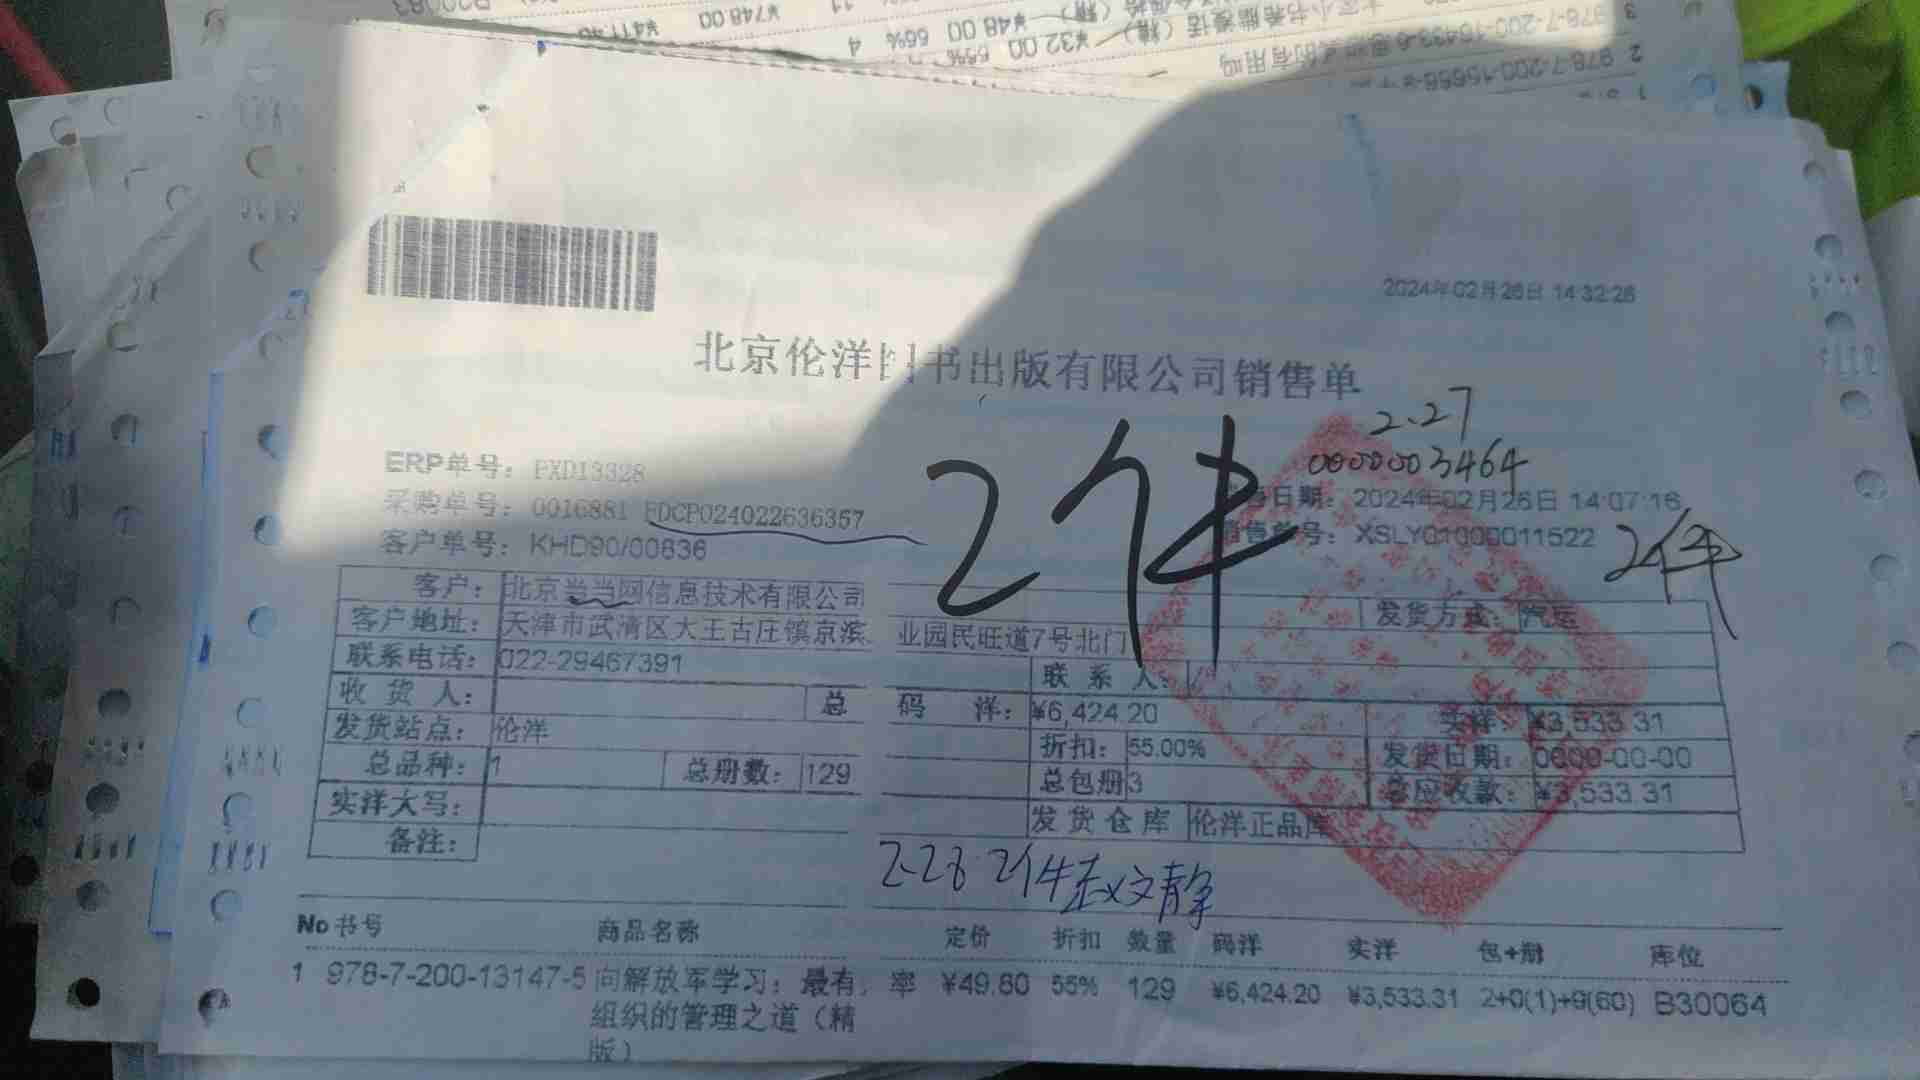 2024年02月26日 14:32:26
北京伦洋图书出版有限公司销售单
2.27
0000003464
2件
ERP单号: PXD13328
采购单号: 0016881 FDCP024022636357
日期: 2024年02月26日 14:07:16
客户单号: KHD90/00836
销售单号: XSLY01000011522
2件
客户: 北京当当网信息技术有限公司
发货方式: 汽运
客户地址: 天津市武清区大王古庄镇京滨 业园民旺道7号北门
联系电话: 022-29467391
联系人:
收货人: 总码洋: ¥6,424.20 实洋: ¥3,533.31
发货站点: 伦洋 折扣: 55.00% 发货日期: 0000-00-00
总品种: 1 总册数: 129 总包册 3 总应收款: ¥3,533.31
实洋大写: 发货仓库 伦洋正品库
备注:
2-28 2件 赵文静
No 书号 商品名称 定价 折扣 数量 码洋 实洋 包+册 库位
1 978-7-200-13147-5 向解放军学习: 最有 率 ¥49.80 55% 129 ¥6,424.20 ¥3,533.31 2+0(1)+9(60) B30064
组织的管理之道 (精
版)